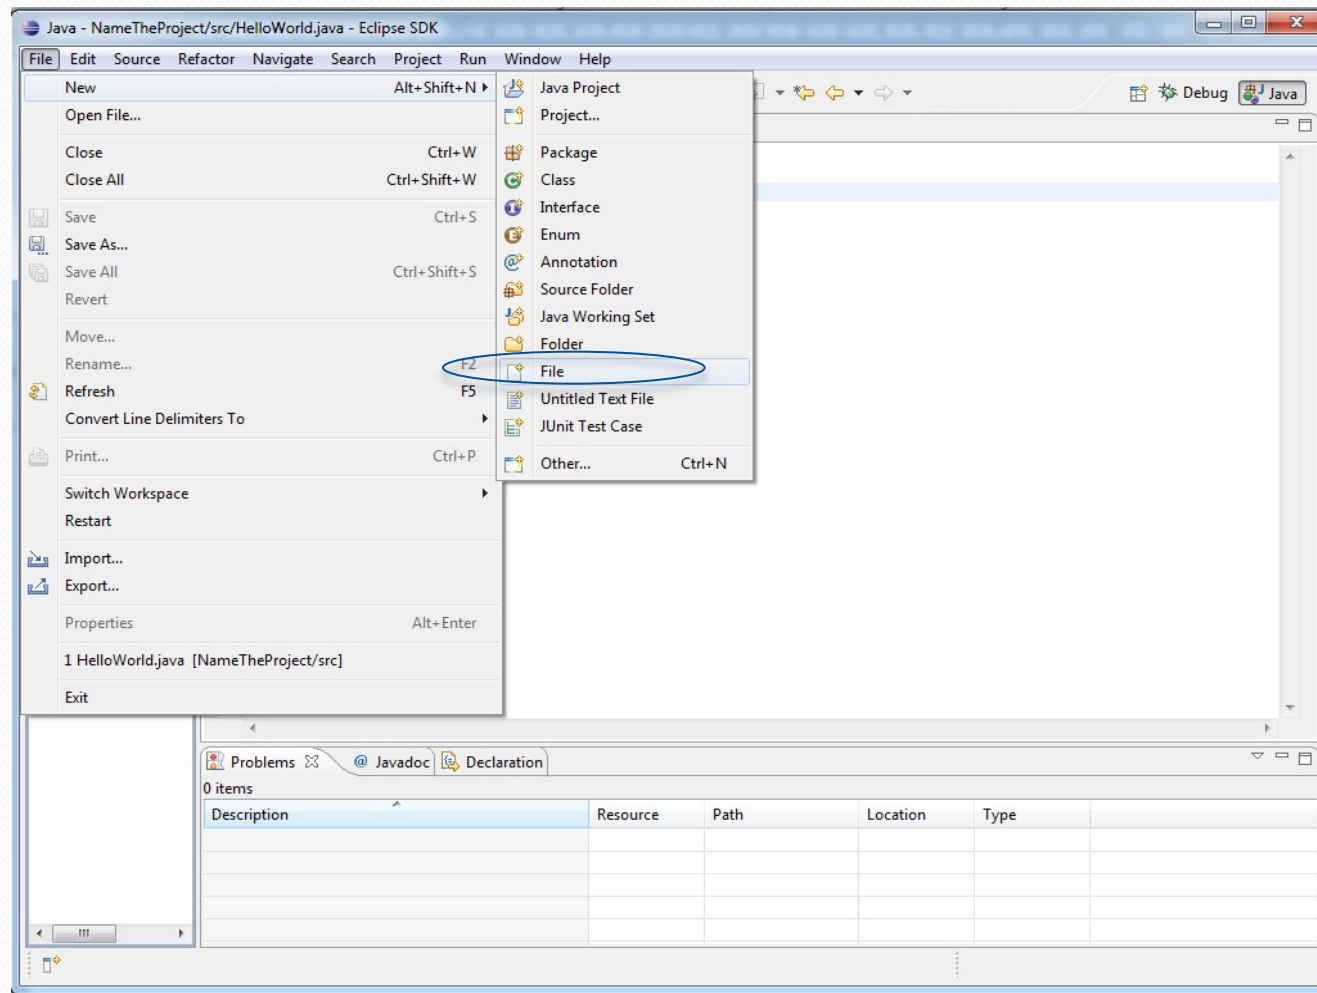 Java - NameTheProject/src/HelloWorld.java - Eclipse SDK
File Edit Source Refactor Navigate Search Project Run Window Help
Debug Java
New Alt+Shift+N
Open File...
Close Ctrl+W
Close All Ctrl+Shift+W
Save Ctrl+S
Save As...
Save All Ctrl+Shift+S
Revert
Move...
Rename... F2
Refresh F5
Convert Line Delimiters To
Print... Ctrl+P
Switch Workspace
Restart
Import...
Export...
Properties Alt+Enter
1 HelloWorld.java [NameTheProject/src]
Exit
Java Project
Project...
Package
Class
Interface
Enum
Annotation
Source Folder
Java Working Set
Folder
File
Untitled Text File
JUnit Test Case
Other... Ctrl+N
Problems @ Javadoc Declaration
0 items
Description Resource Path Location Type